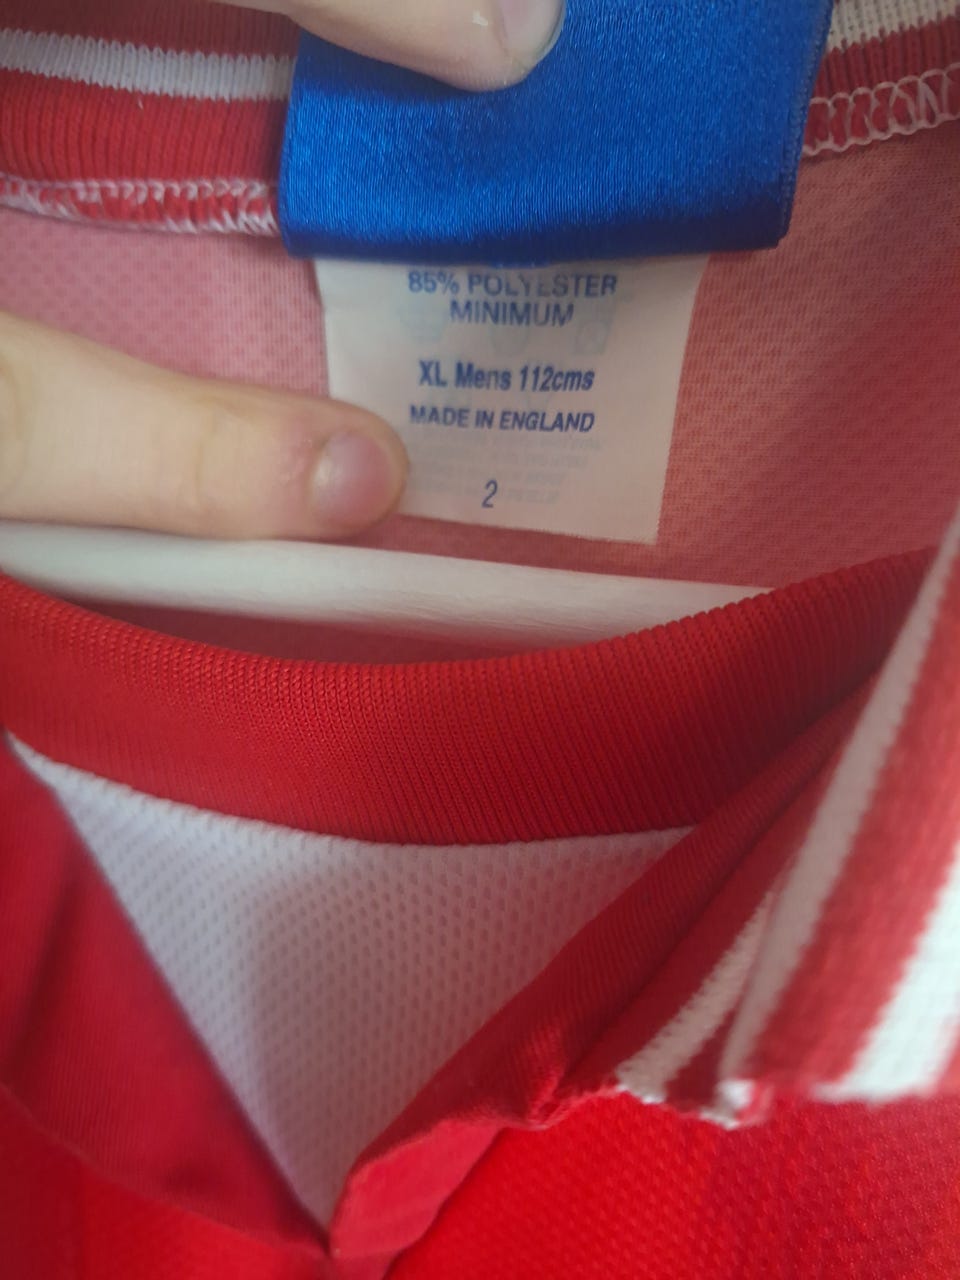 85% POLYESTER
MINIMUM
XL Mens 112cms
MADE IN ENGLAND
2